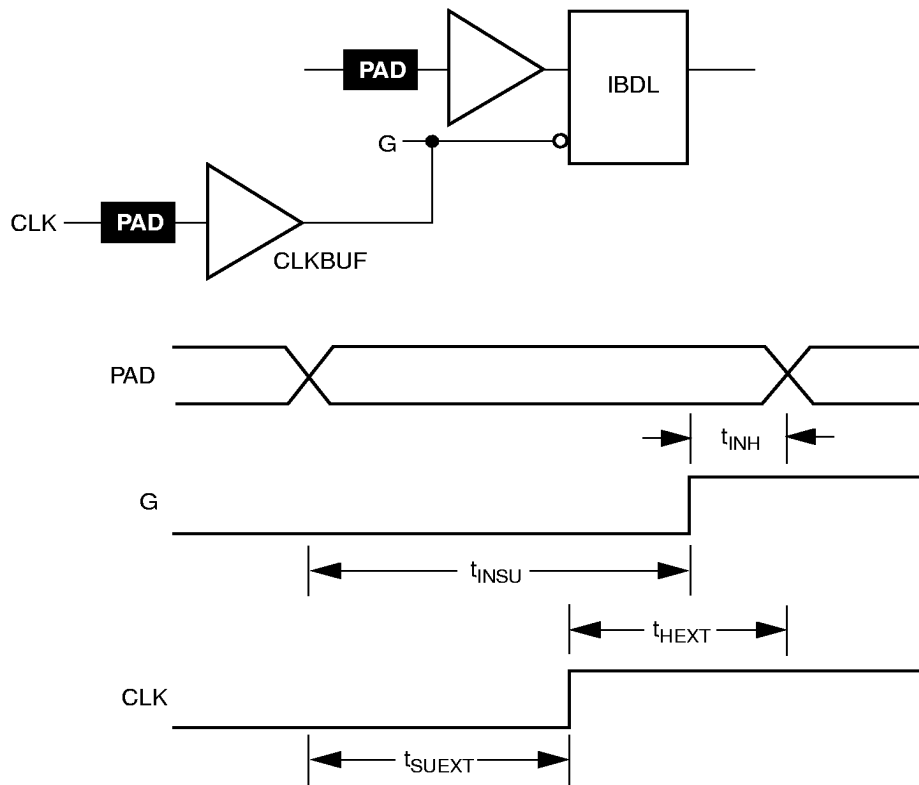 PAD
IBDL
G
CLK PAD
CLKBUF
PAD
tINH
G
tINSU
tHEXT
CLK
tSUEXT